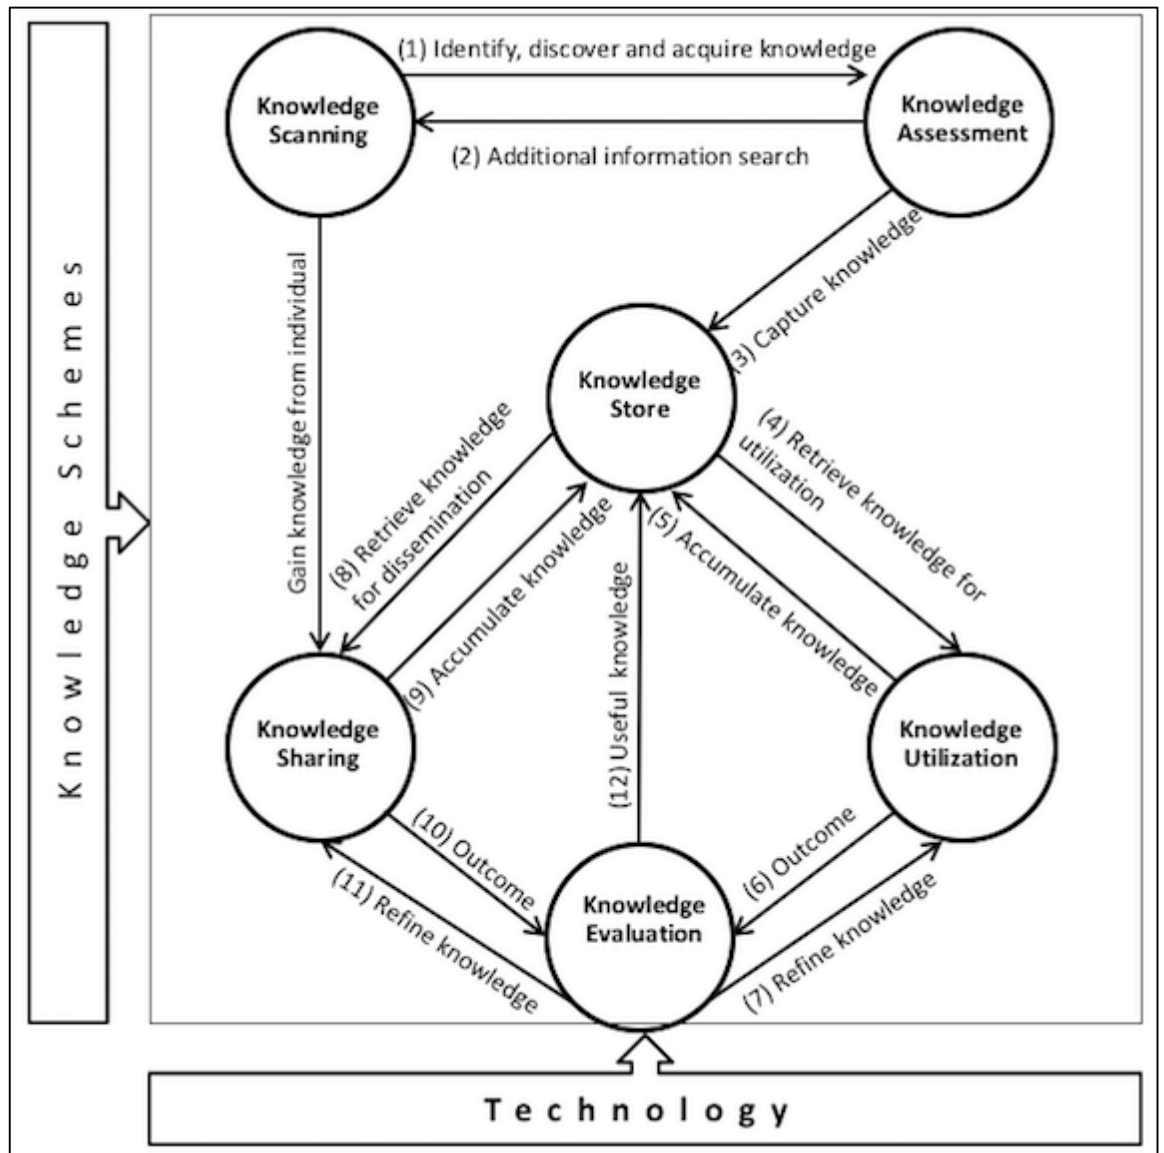 (1) Identify, discover and acquire knowledge
Knowledge
Scanning
Knowledge
Assessment
(2) Additional information search
(3) Capture knowledge
Gain knowledge from individual
Knowledge
Store
(8) Retrieve knowledge
for dissemination
(9) Accumulate knowledge
(12) Useful knowledge
(5) Accumulate knowledge
(4) Retrieve knowledge for
utilization
Knowledge
Sharing
Knowledge
Utilization
(10) Outcome
(11) Refine knowledge
Knowledge
Evaluation
(6) Outcome
(7) Refine knowledge
Knowledge Schemes
Technology